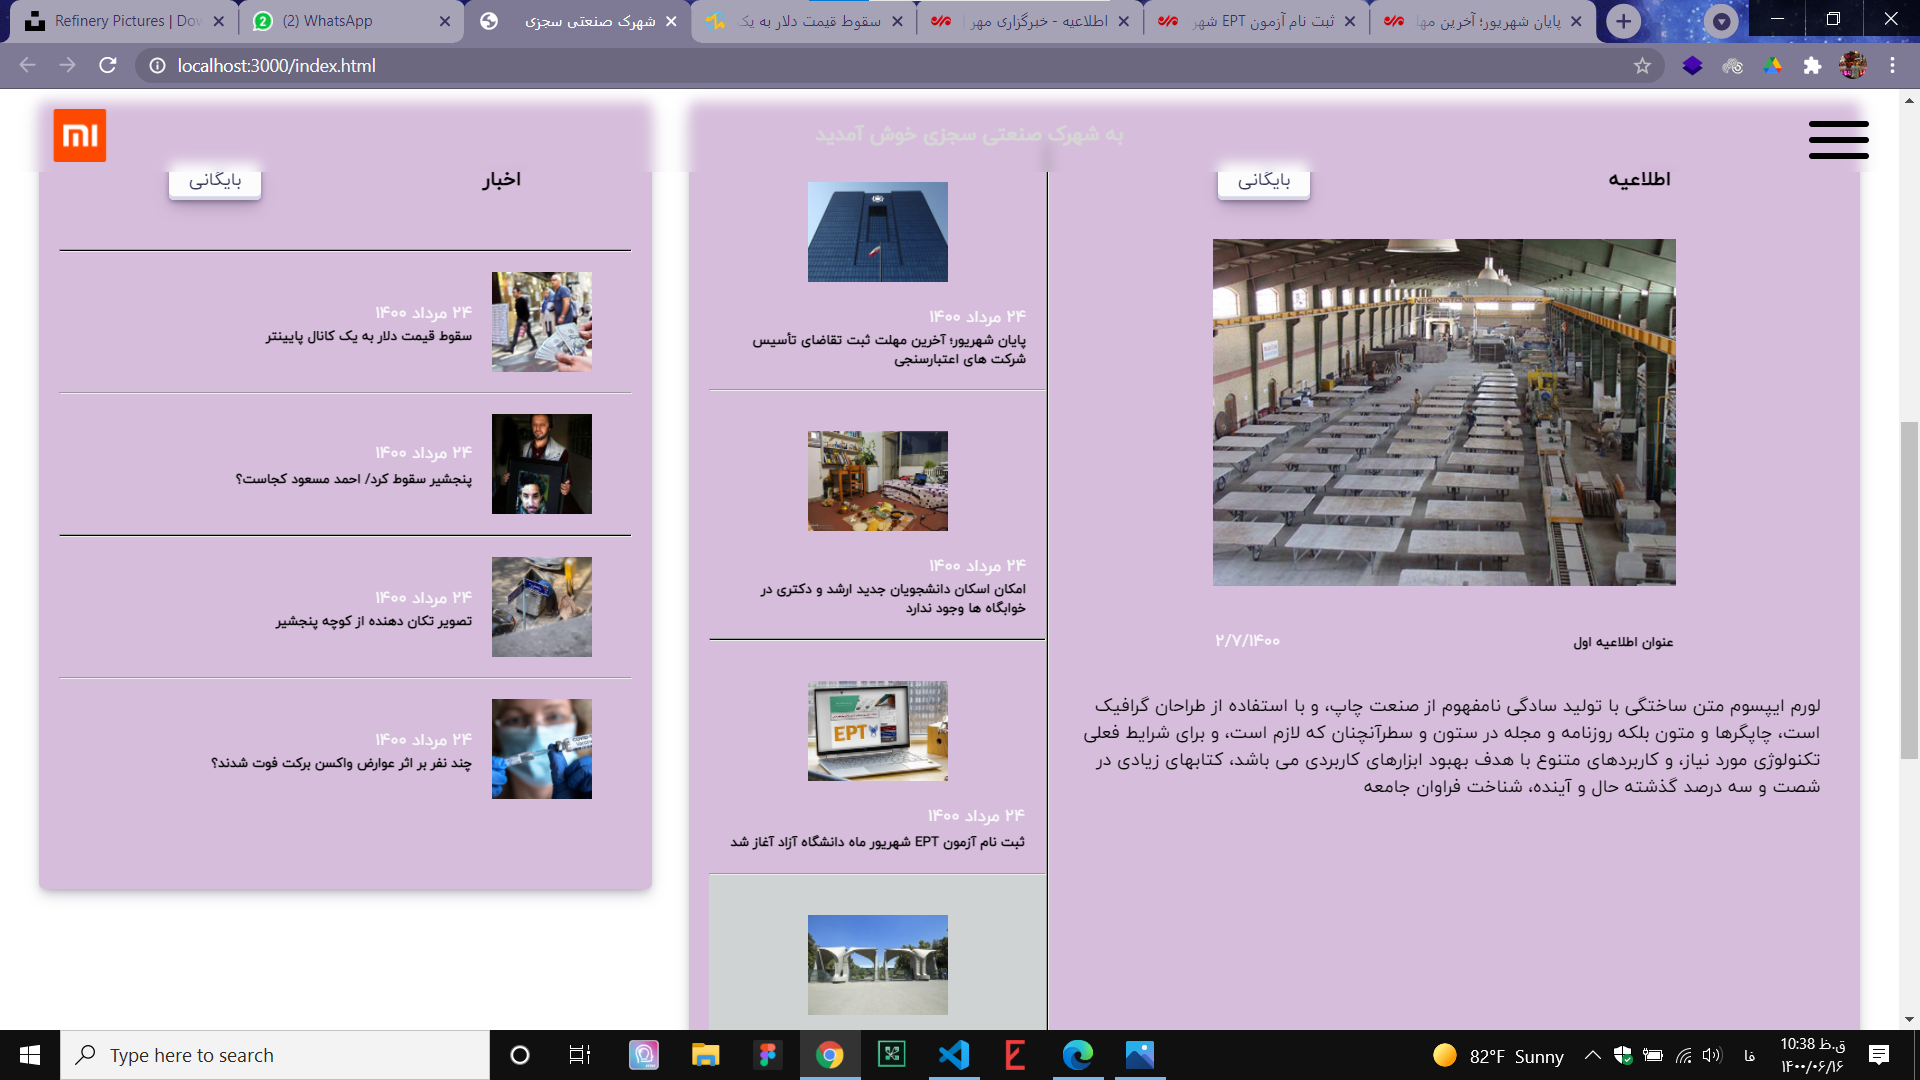 Refinery Pictures | Dow
(2) WhatsApp
شهرک صنعتی سجزی
سقوط قیمت دلار به یک
اطلاعیه - خبرگزاری مهر |
ثبت نام آزمون EPT شهر
پایان شهریور؛ آخرین مها
localhost:3000/index.html
به شهرک صنعتی سجزی خوش آمدید
اطلاعیه
بایگانی
NEGIN STONE
عنوان اطلاعیه اول
۲/۷/۱۴۰۰
لورم ایپسوم متن ساختگی با تولید سادگی نامفهوم از صنعت چاپ، و با استفاده از طراحان گرافیک
است، چاپگرها و متون بلکه روزنامه و مجله در ستون و سطرآنچنان که لازم است، و برای شرایط فعلی
تکنولوژی مورد نیاز، و کاربردهای متنوع با هدف بهبود ابزارهای کاربردی می باشد، کتابهای زیادی در
شصت و سه درصد گذشته حال و آینده، شناخت فراوان جامعه
۲۴ مرداد ۱۴۰۰
پایان شهریور؛ آخرین مهلت ثبت تقاضای تأسیس
شرکت های اعتبارسنجی
۲۴ مرداد ۱۴۰۰
امکان اسکان دانشجویان جدید ارشد و دکتری در
خوابگاه ها وجود ندارد
EPT
۲۴ مرداد ۱۴۰۰
ثبت نام آزمون EPT شهریور ماه دانشگاه آزاد آغاز شد
اخبار
بایگانی
۲۴ مرداد ۱۴۰۰
سقوط قیمت دلار به یک کانال پایینتر
۲۴ مرداد ۱۴۰۰
پنجشیر سقوط کرد/ احمد مسعود کجاست؟
۲۴ مرداد ۱۴۰۰
تصویر تکان دهنده از کوچه پنجشیر
۲۴ مرداد ۱۴۰۰
چند نفر بر اثر عوارض واکسن برکت فوت شدند؟
Type here to search
82°F Sunny
فا
10:38 ق.ظ
۱۴۰۰/۰۶/۱۶